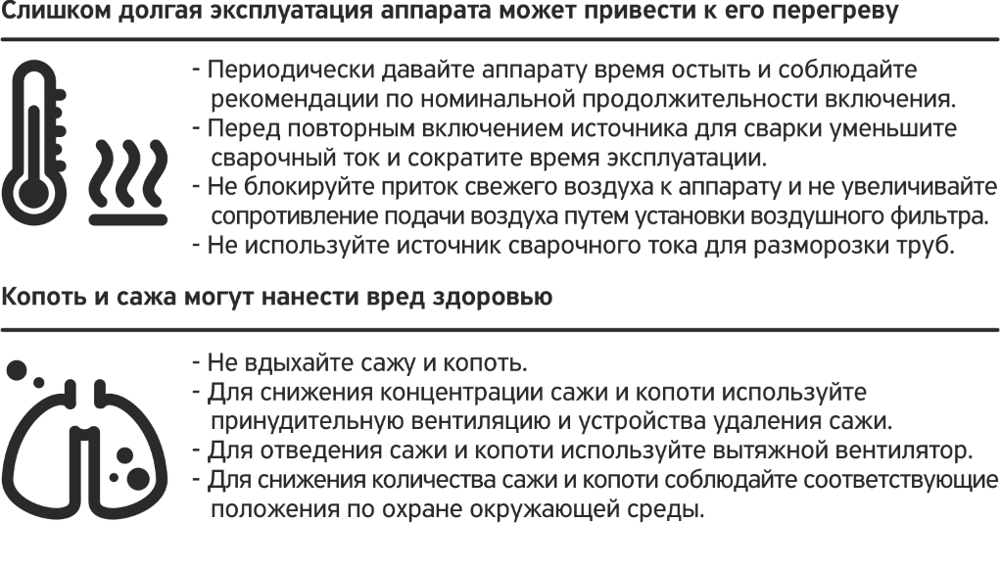 Слишком долгая эксплуатация аппарата может привести к его перегреву
- Периодически давайте аппарату время остыть и соблюдайте
рекомендации по номинальной продолжительности включения.
- Перед повторным включением источника для сварки уменьшите
сварочный ток и сократите время эксплуатации.
- Не блокируйте приток свежего воздуха к аппарату и не увеличивайте
сопротивление подачи воздуха путем установки воздушного фильтра.
- Не используйте источник сварочного тока для разморозки труб.
Копоть и сажа могут нанести вред здоровью
- Не вдыхайте сажу и копоть.
- Для снижения концентрации сажи и копоти используйте
принудительную вентиляцию и устройства удаления сажи.
- Для отведения сажи и копоти используйте вытяжной вентилятор.
- Для снижения количества сажи и копоти соблюдайте соответствующие
положения по охране окружающей среды.